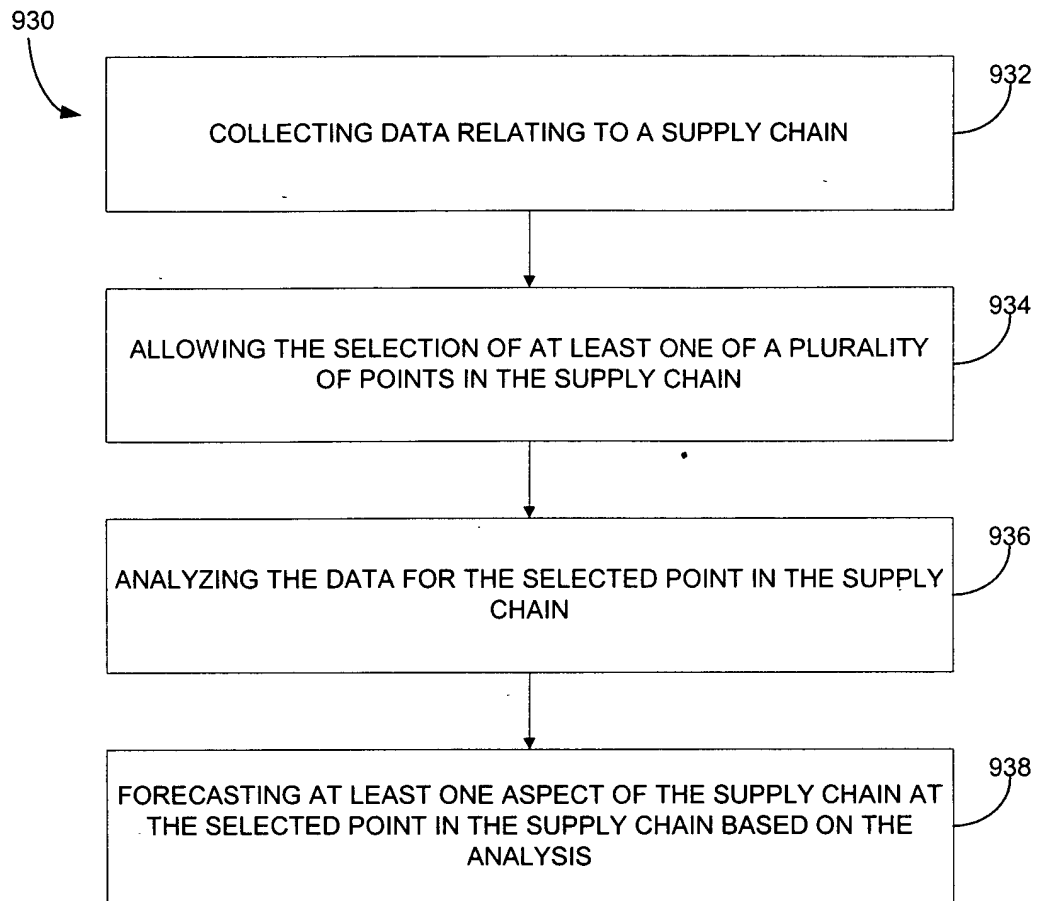 930
932
COLLECTING DATA RELATING TO A SUPPLY CHAIN
934
ALLOWING THE SELECTION OF AT LEAST ONE OF A PLURALITY
OF POINTS IN THE SUPPLY CHAIN
936
ANALYZING THE DATA FOR THE SELECTED POINT IN THE SUPPLY
CHAIN
938
FORECASTING AT LEAST ONE ASPECT OF THE SUPPLY CHAIN AT
THE SELECTED POINT IN THE SUPPLY CHAIN BASED ON THE
ANALYSIS